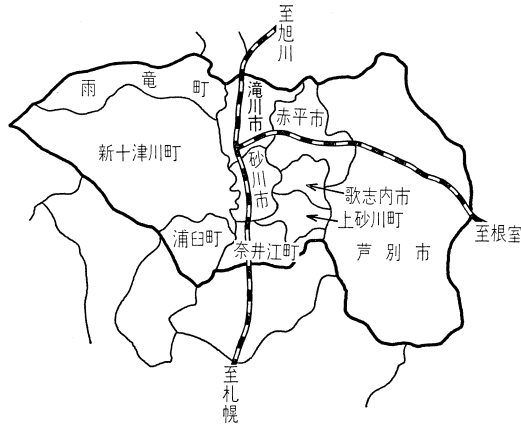 至旭川
雨竜町
滝川市
赤平市
新十津川町
砂川市
歌志内市
上砂川町
至根室
浦臼町
奈井江町
芦別市
至札幌